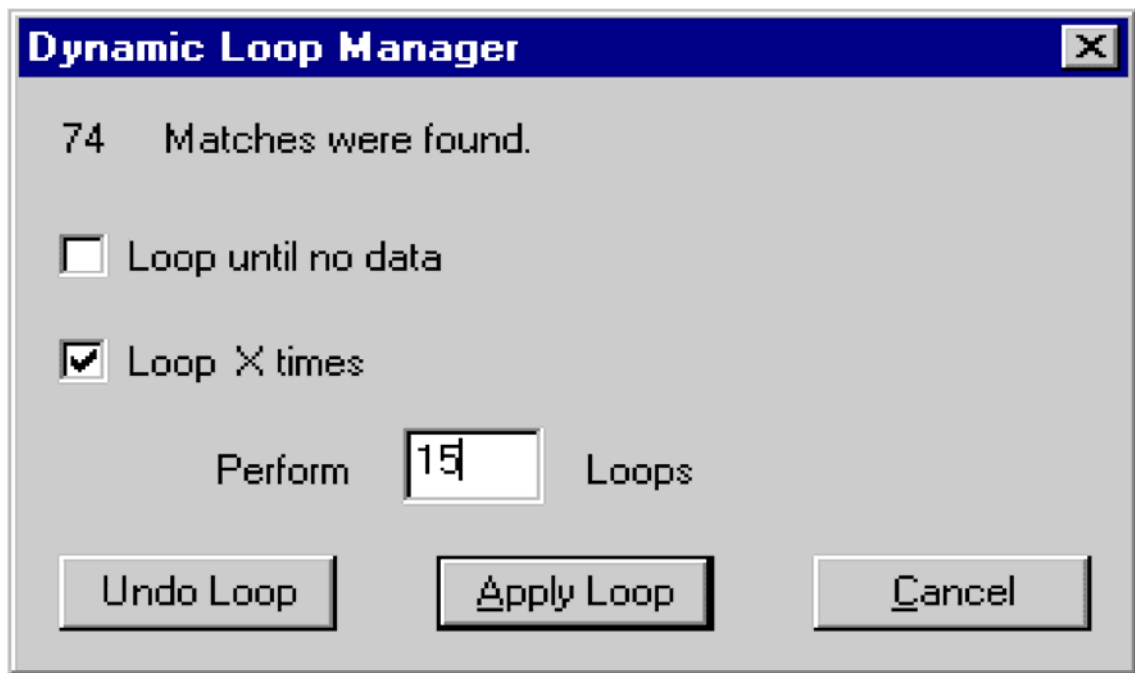 Dynamic Loop Manager
74 Matches were found.
Loop until no data
Loop X times
Perform 15 Loops
Undo Loop Apply Loop Cancel